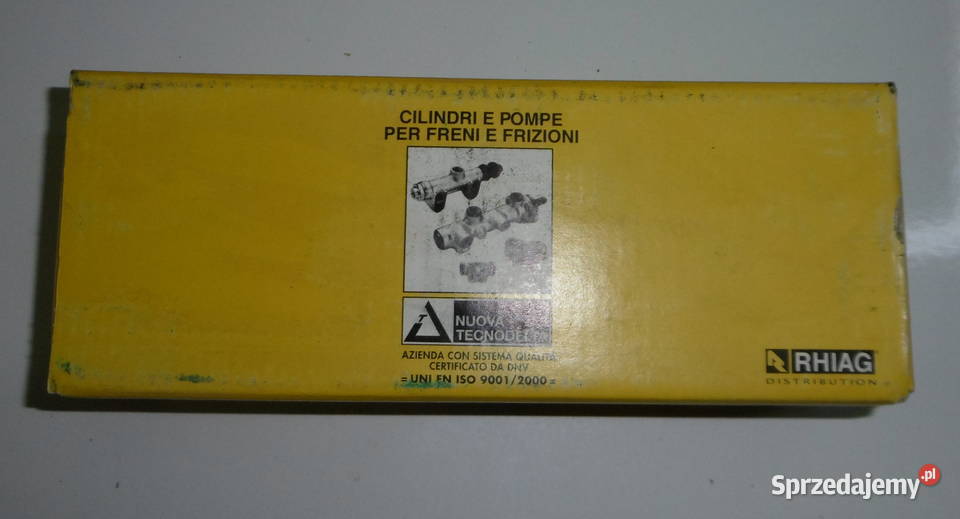 CILINDRI E POMPE
PER FRENI E FRIZIONI
NUOVA
TECNODELTA
AZIENDA CON SISTEMA QUALITÀ
CERTIFICATO DA DNV
= UNI EN ISO 9001/2000 =
RHIAG
DISTRIBUTION
Sprzedajemy.pl